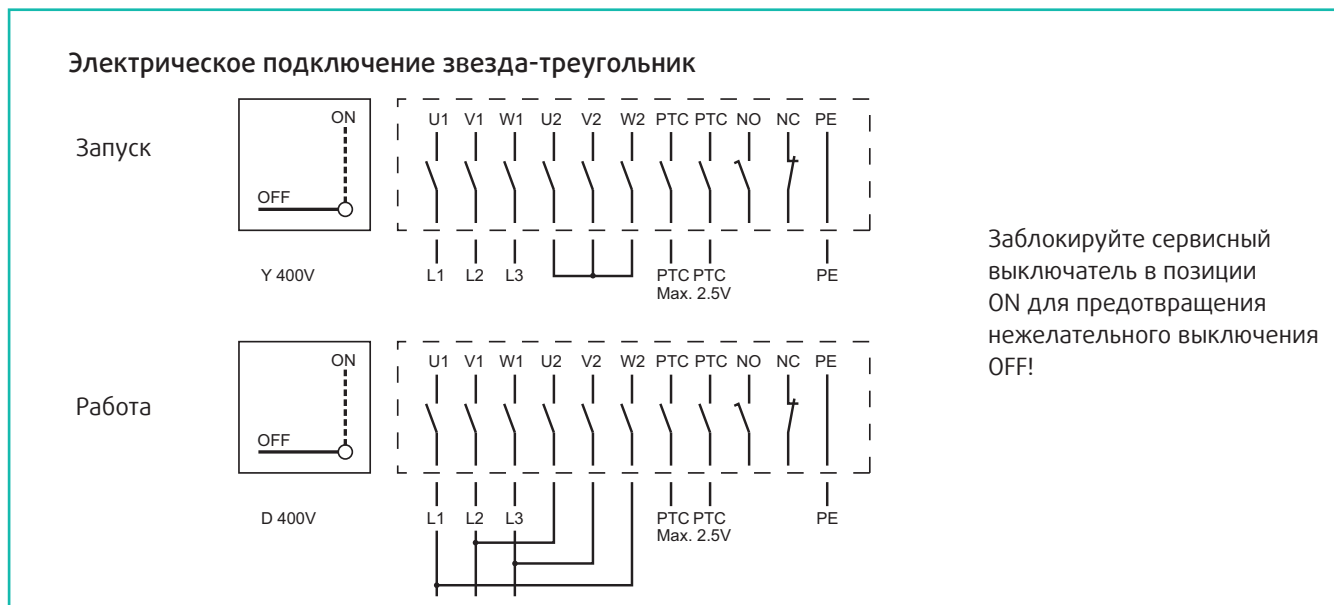 Электрическое подключение звезда-треугольник
Запуск
ON
OFF
Y 400V
U1 V1 W1 U2 V2 W2 PTC PTC NO NC PE
L1 L2 L3 PTC PTC PE
Max. 2.5V
Заблокируйте сервисный
выключатель в позиции
ON для предотвращения
нежелательного выключения
OFF!
Работа
ON
OFF
D 400V
U1 V1 W1 U2 V2 W2 PTC PTC NO NC PE
L1 L2 L3 PTC PTC PE
Max. 2.5V